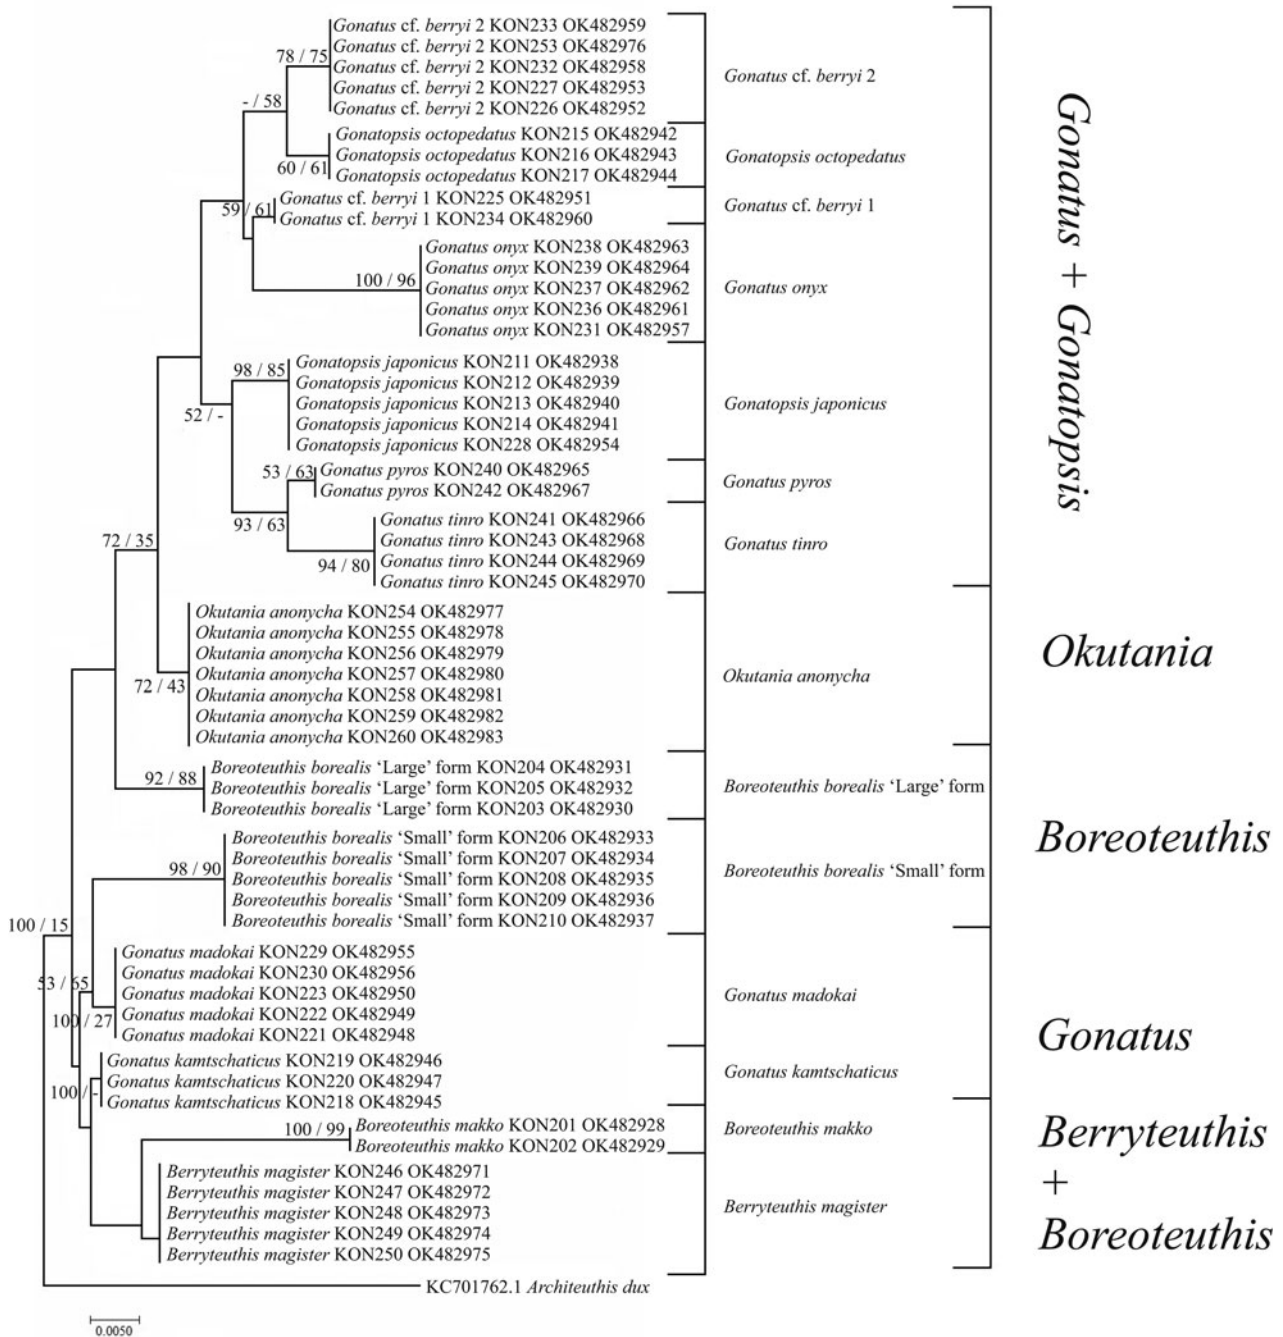 Gonatus cf. berryi 2 KON233 OK482959
Gonatus cf. berryi 2 KON253 OK482976
78 / 75
Gonatus cf. berryi 2 KON232 OK482958
Gonatus cf. berryi 2
Gonatus cf. berryi 2 KON227 OK482953
- / 58
Gonatus cf. berryi 2 KON226 OK482952
Gonatopsis octopedatus KON215 OK482942
Gonatopsis octopedatus KON216 OK482943
Gonatopsis octopedatus
60 / 61
Gonatopsis octopedatus KON217 OK482944
Gonatus cf. berryi 1 KON225 OK482951
59 / 61
Gonatus cf. berryi 1
Gonatus cf. berryi 1 KON234 OK482960
Gonatus onyx KON238 OK482963
Gonatus onyx KON239 OK482964
100 / 96
Gonatus onyx KON237 OK482962
Gonatus onyx
Gonatus onyx KON236 OK482961
Gonatus onyx KON231 OK482957
Gonatus + Gonatopsis
Gonatopsis japonicus KON211 OK482938
98 / 85
Gonatopsis japonicus KON212 OK482939
Gonatopsis japonicus KON213 OK482940
Gonatopsis japonicus
52 / -
Gonatopsis japonicus KON214 OK482941
Gonatopsis japonicus KON228 OK482954
53 / 63
Gonatus pyros KON240 OK482965
Gonatus pyros
Gonatus pyros KON242 OK482967
93 / 63
Gonatus tinro KON241 OK482966
72 / 35
Gonatus tinro KON243 OK482968
Gonatus tinro
94 / 80
Gonatus tinro KON244 OK482969
Gonatus tinro KON245 OK482970
Okutania anonycha KON254 OK482977
Okutania anonycha KON255 OK482978
Okutania anonycha KON256 OK482979
Okutania
Okutania anonycha KON257 OK482980
Okutania anonycha
72 / 43
Okutania anonycha KON258 OK482981
Okutania anonycha KON259 OK482982
Okutania anonycha KON260 OK482983
Boreoteuthis borealis ‘Large’ form KON204 OK482931
92 / 88
Boreoteuthis borealis ‘Large’ form KON205 OK482932
Boreoteuthis borealis ‘Large’ form
Boreoteuthis borealis ‘Large’ form KON203 OK482930
Boreoteuthis
Boreoteuthis borealis ‘Small’ form KON206 OK482933
Boreoteuthis borealis ‘Small’ form KON207 OK482934
98 / 90
Boreoteuthis borealis ‘Small’ form KON208 OK482935
Boreoteuthis borealis ‘Small’ form
Boreoteuthis borealis ‘Small’ form KON209 OK482936
Boreoteuthis borealis ‘Small’ form KON210 OK482937
100 / 15
Gonatus madokai KON229 OK482955
Gonatus madokai KON230 OK482956
53 / 65
Gonatus madokai KON223 OK482950
Gonatus madokai
Gonatus madokai KON222 OK482949
100 / 27
Gonatus madokai KON221 OK482948
Gonatus
Gonatus kamtschaticus KON219 OK482946
Gonatus kamtschaticus
Gonatus kamtschaticus KON220 OK482947
100 / -
Gonatus kamtschaticus KON218 OK482945
100 / 99
Boreoteuthis makko KON201 OK482928
Boreoteuthis makko
Boreoteuthis makko KON202 OK482929
Berryteuthis
+
Boreoteuthis
Berryteuthis magister KON246 OK482971
Berryteuthis magister KON247 OK482972
Berryteuthis magister KON248 OK482973
Berryteuthis magister
Berryteuthis magister KON249 OK482974
Berryteuthis magister KON250 OK482975
KC701762.1 Architeuthis dux
0.0050